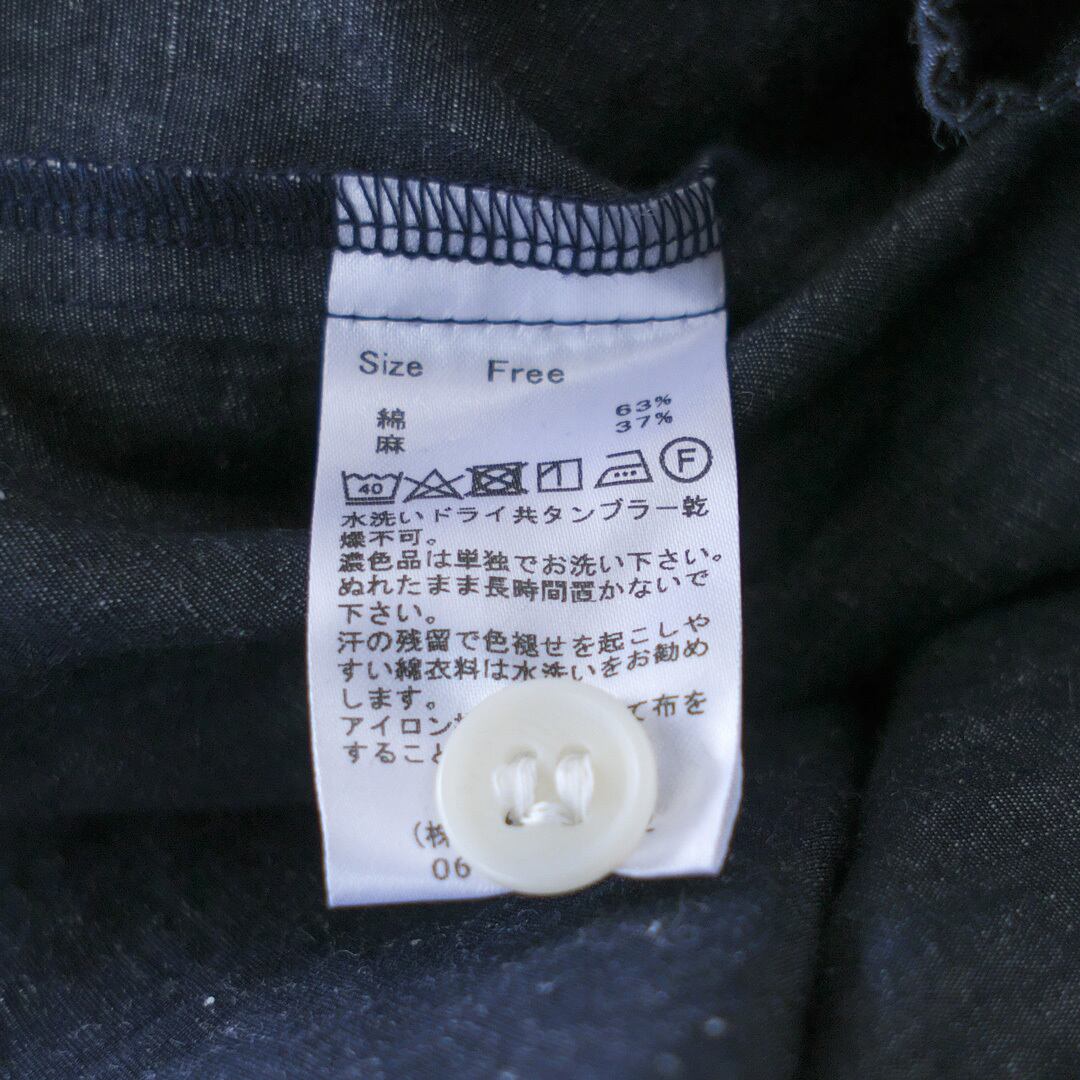 Size Free
綿 63%
麻 37%
40 F
水洗いドライ共タンブラー乾
燥不可。
濃色品は単独でお洗い下さい。
ぬれたまま長時間置かないで
下さい。
汗の残留で色褪せを起こしや
すい綿衣料は水洗いをお勧め
します。
アイロン て布を
すること
(株
06